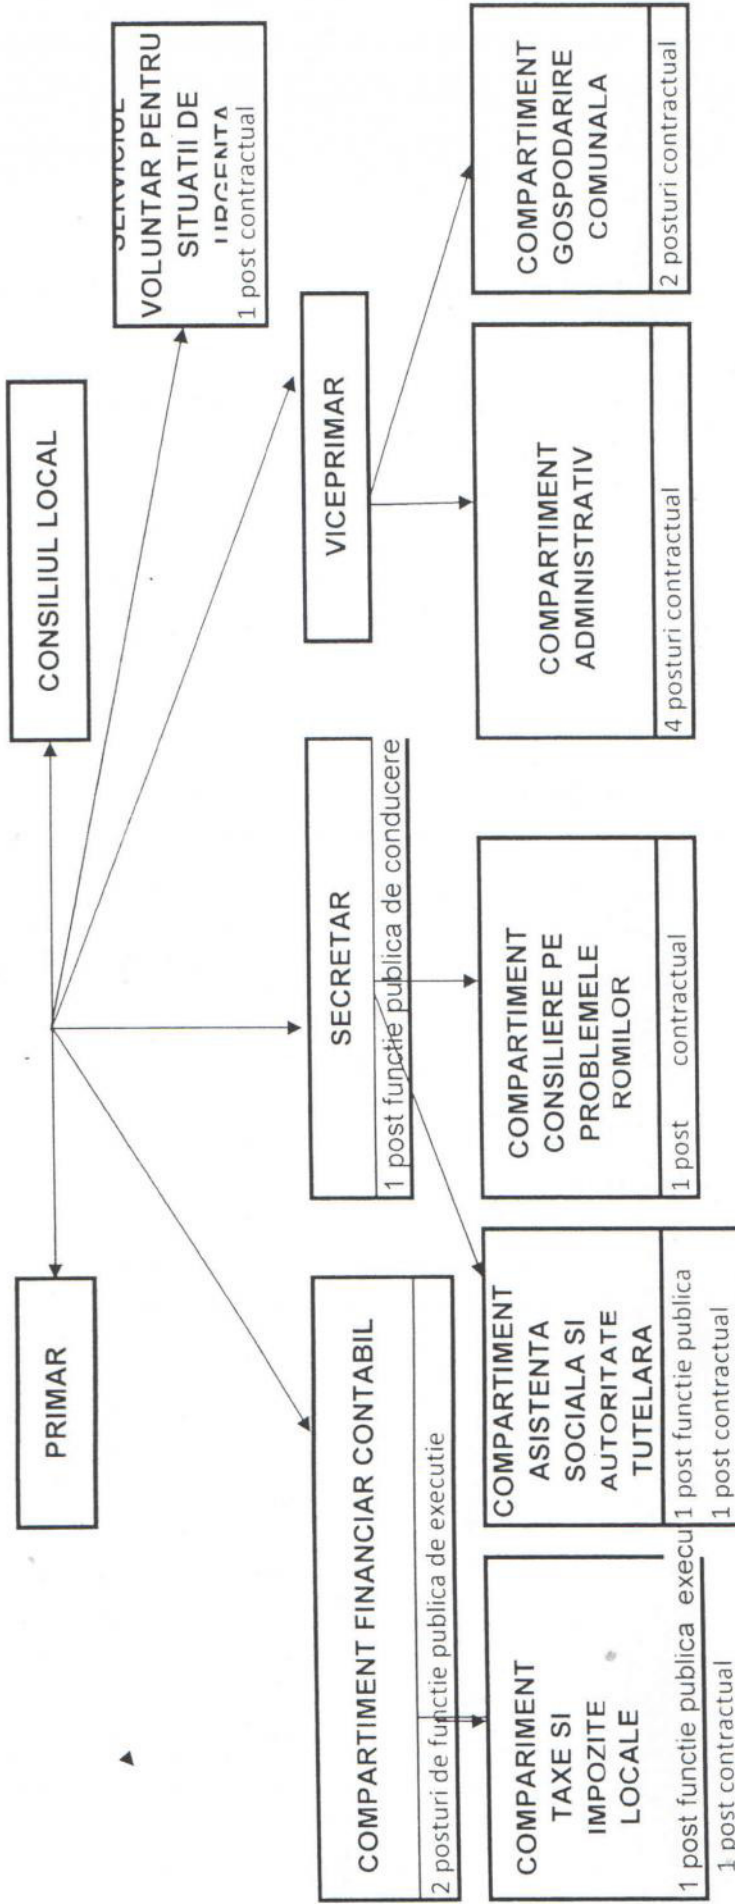 PRIMAR
CONSILIUL LOCAL
SERVICIUL
VOLUNTAR PENTRU
SITUATII DE
URGENTA
1 post contractual
COMPARTIMENT FINANCIAR CONTABIL
2 posturi de functie publica de executie
SECRETAR
1 post functie publica de conducere
VICEPRIMAR
COMPARIMENT
TAXE SI
IMPOZITE
LOCALE
1 post functie publica execu
1 post contractual
COMPARTIMENT
ASISTENTA
SOCIALA SI
AUTORITATE
TUTELARA
1 post functie publica
1 post contractual
COMPARTIMENT
CONSILIERE PE
PROBLEMELE
ROMILOR
1 post contractual
COMPARTIMENT
ADMINISTRATIV
4 posturi contractual
COMPARTIMENT
GOSPODARIRE
COMUNALA
2 posturi contractual